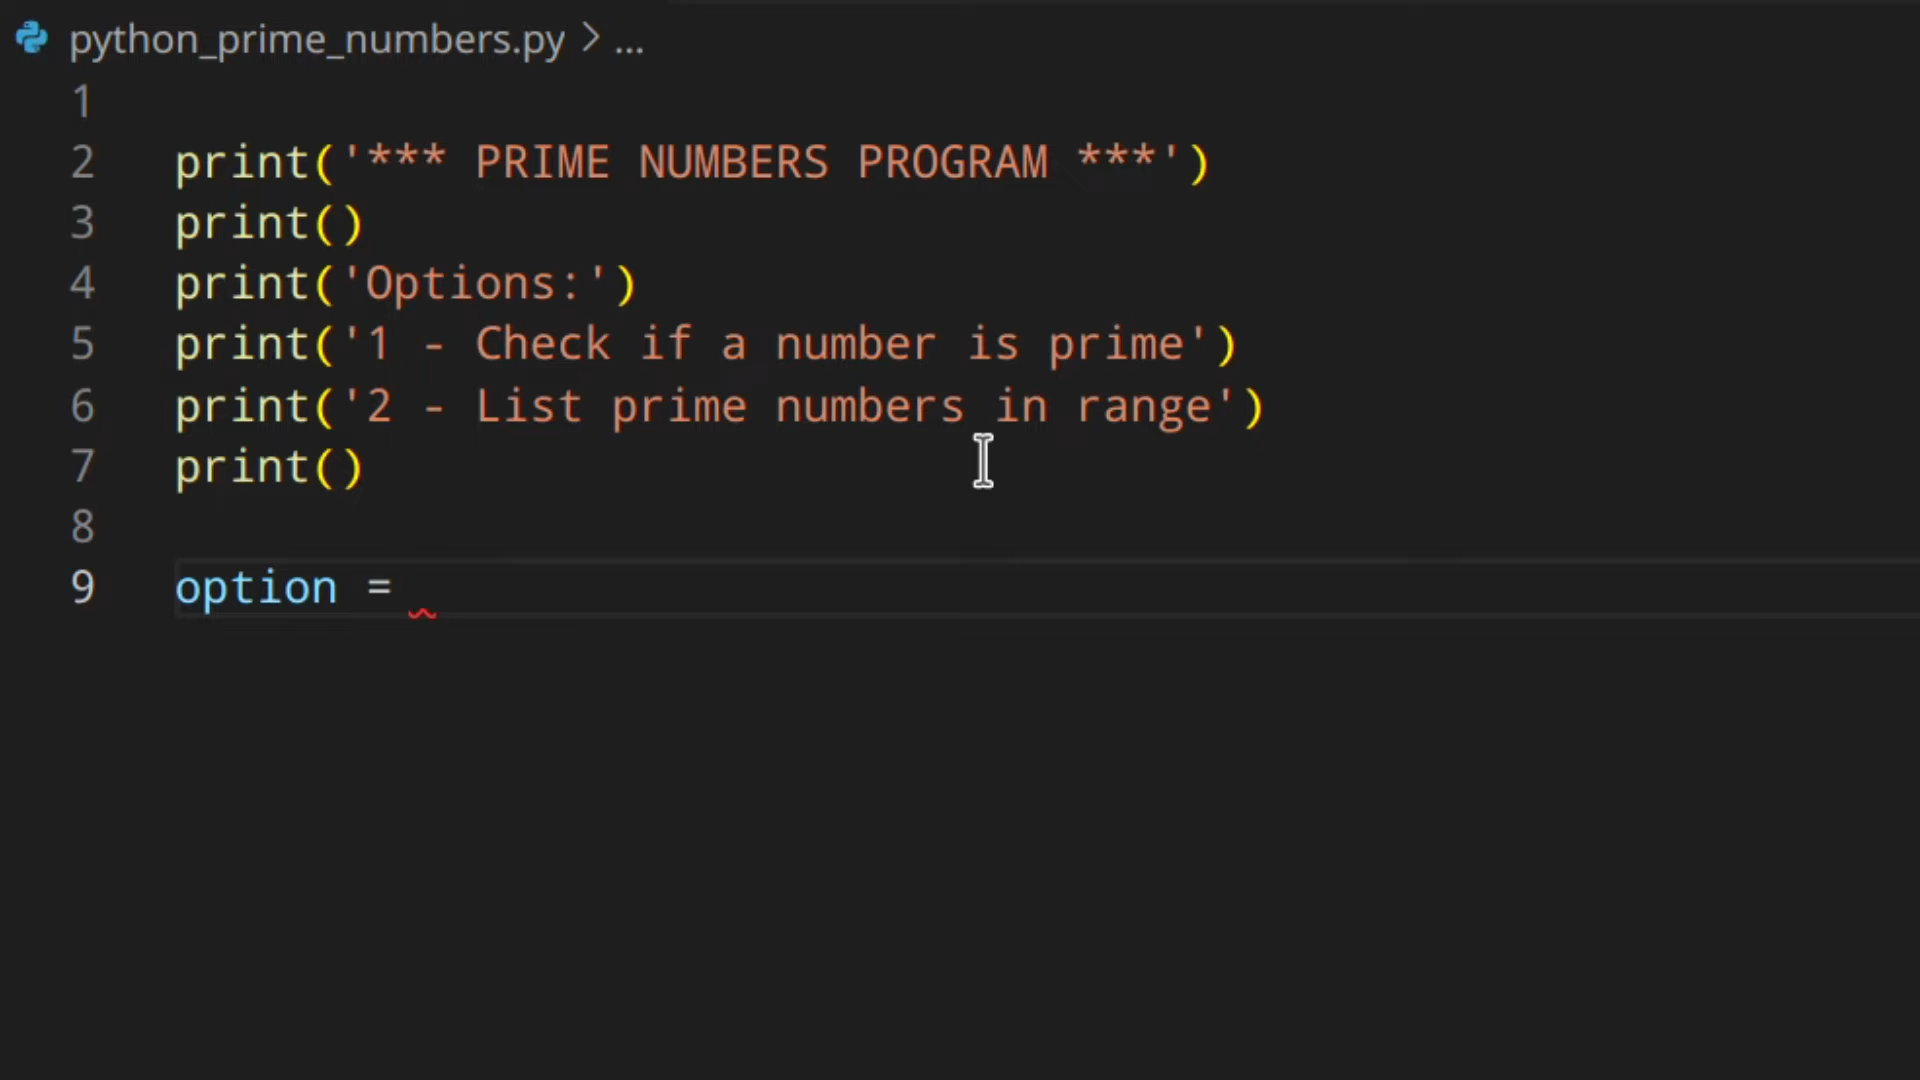 python_prime_numbers.py > ...
1
2 print('*** PRIME NUMBERS PROGRAM ***')
3 print()
4 print('Options:')
5 print('1 - Check if a number is prime')
6 print('2 - List prime numbers in range')
7 print()
8
9 option =